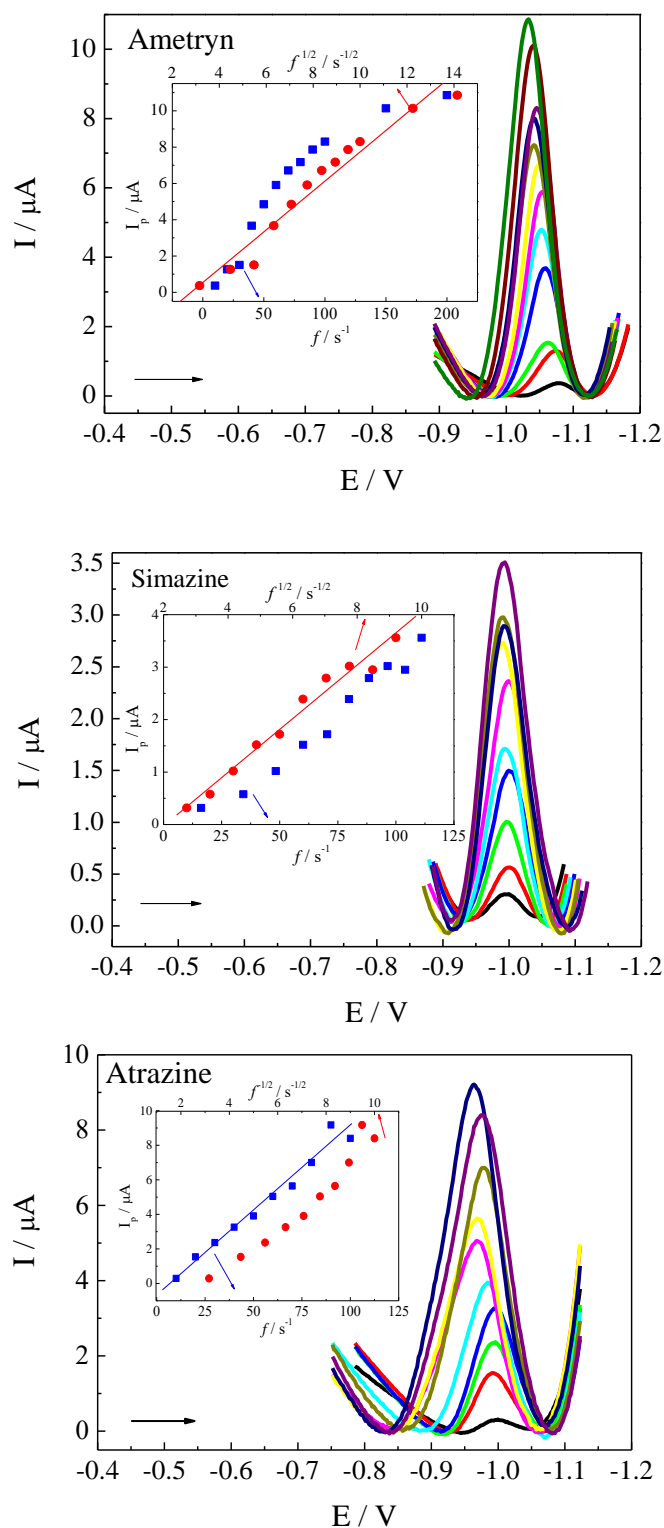 Ametryn
f^1/2 / s^-1/2
2 4 6 8 10 12 14
12
10
8
6
4
2
0
I_p / µA
0 50 100 150 200
f / s^-1
10
8
6
4
2
0
I / µA
-0.4 -0.5 -0.6 -0.7 -0.8 -0.9 -1.0 -1.1 -1.2
E / V
Simazine
f^1/2 / s^-1/2
2 4 6 8 10
4
3
2
1
0
I_p / µA
0 25 50 75 100 125
f / s^-1
3.5
3.0
2.5
2.0
1.5
1.0
0.5
0.0
I / µA
-0.4 -0.5 -0.6 -0.7 -0.8 -0.9 -1.0 -1.1 -1.2
E / V
Atrazine
f^-1/2 / s^-1/2
2 4 6 8 10
10
8
6
4
2
0
I_p / µA
0 25 50 75 100 125
f / s^-1
10
8
6
4
2
0
I / µA
-0.4 -0.5 -0.6 -0.7 -0.8 -0.9 -1.0 -1.1 -1.2
E / V